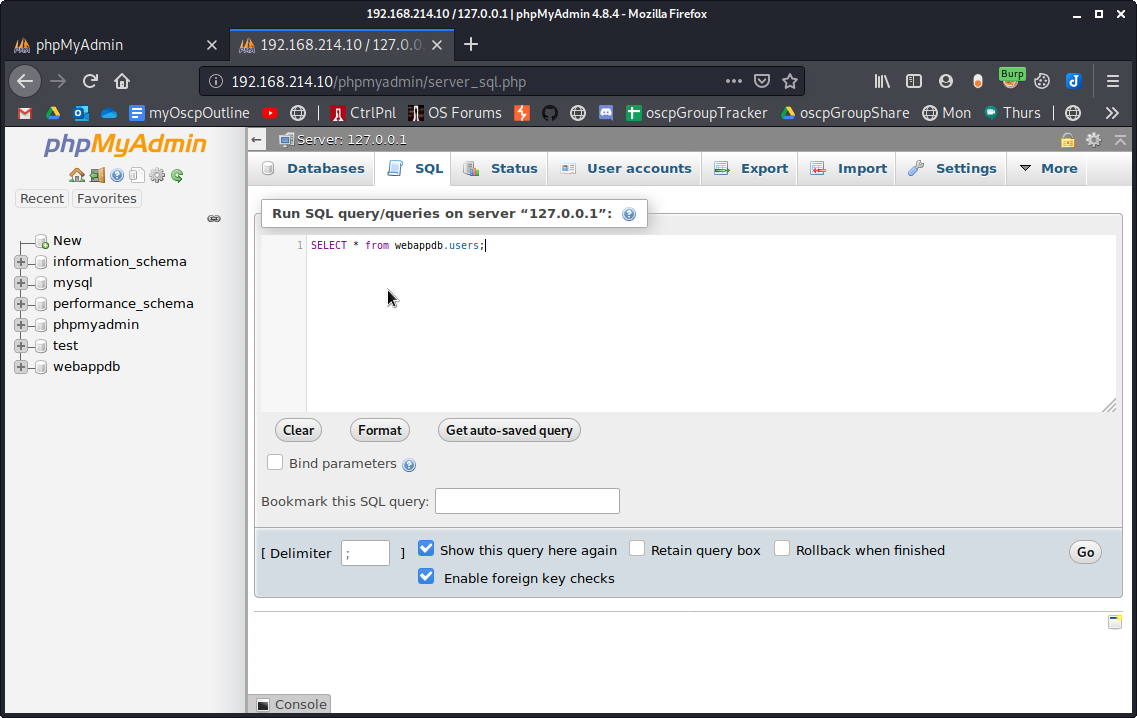 192.168.214.10 / 127.0.0.1 | phpMyAdmin 4.8.4 - Mozilla Firefox
phpMyAdmin
192.168.214.10 / 127.0.0
192.168.214.10/phpmyadmin/server_sql.php
Burp
myOscpOutline
CtrlPnl
OS Forums
oscpGroupTracker
oscpGroupShare
Mon
Thurs
phpMyAdmin
Recent
Favorites
New
information_schema
mysql
performance_schema
phpmyadmin
test
webappdb
Server: 127.0.0.1
Databases
SQL
Status
User accounts
Export
Import
Settings
More
Run SQL query/queries on server “127.0.0.1”:
1 SELECT * from webappdb.users;
Clear
Format
Get auto-saved query
Bind parameters
Bookmark this SQL query:
[ Delimiter ; ]
Show this query here again
Retain query box
Rollback when finished
Enable foreign key checks
Go
Console